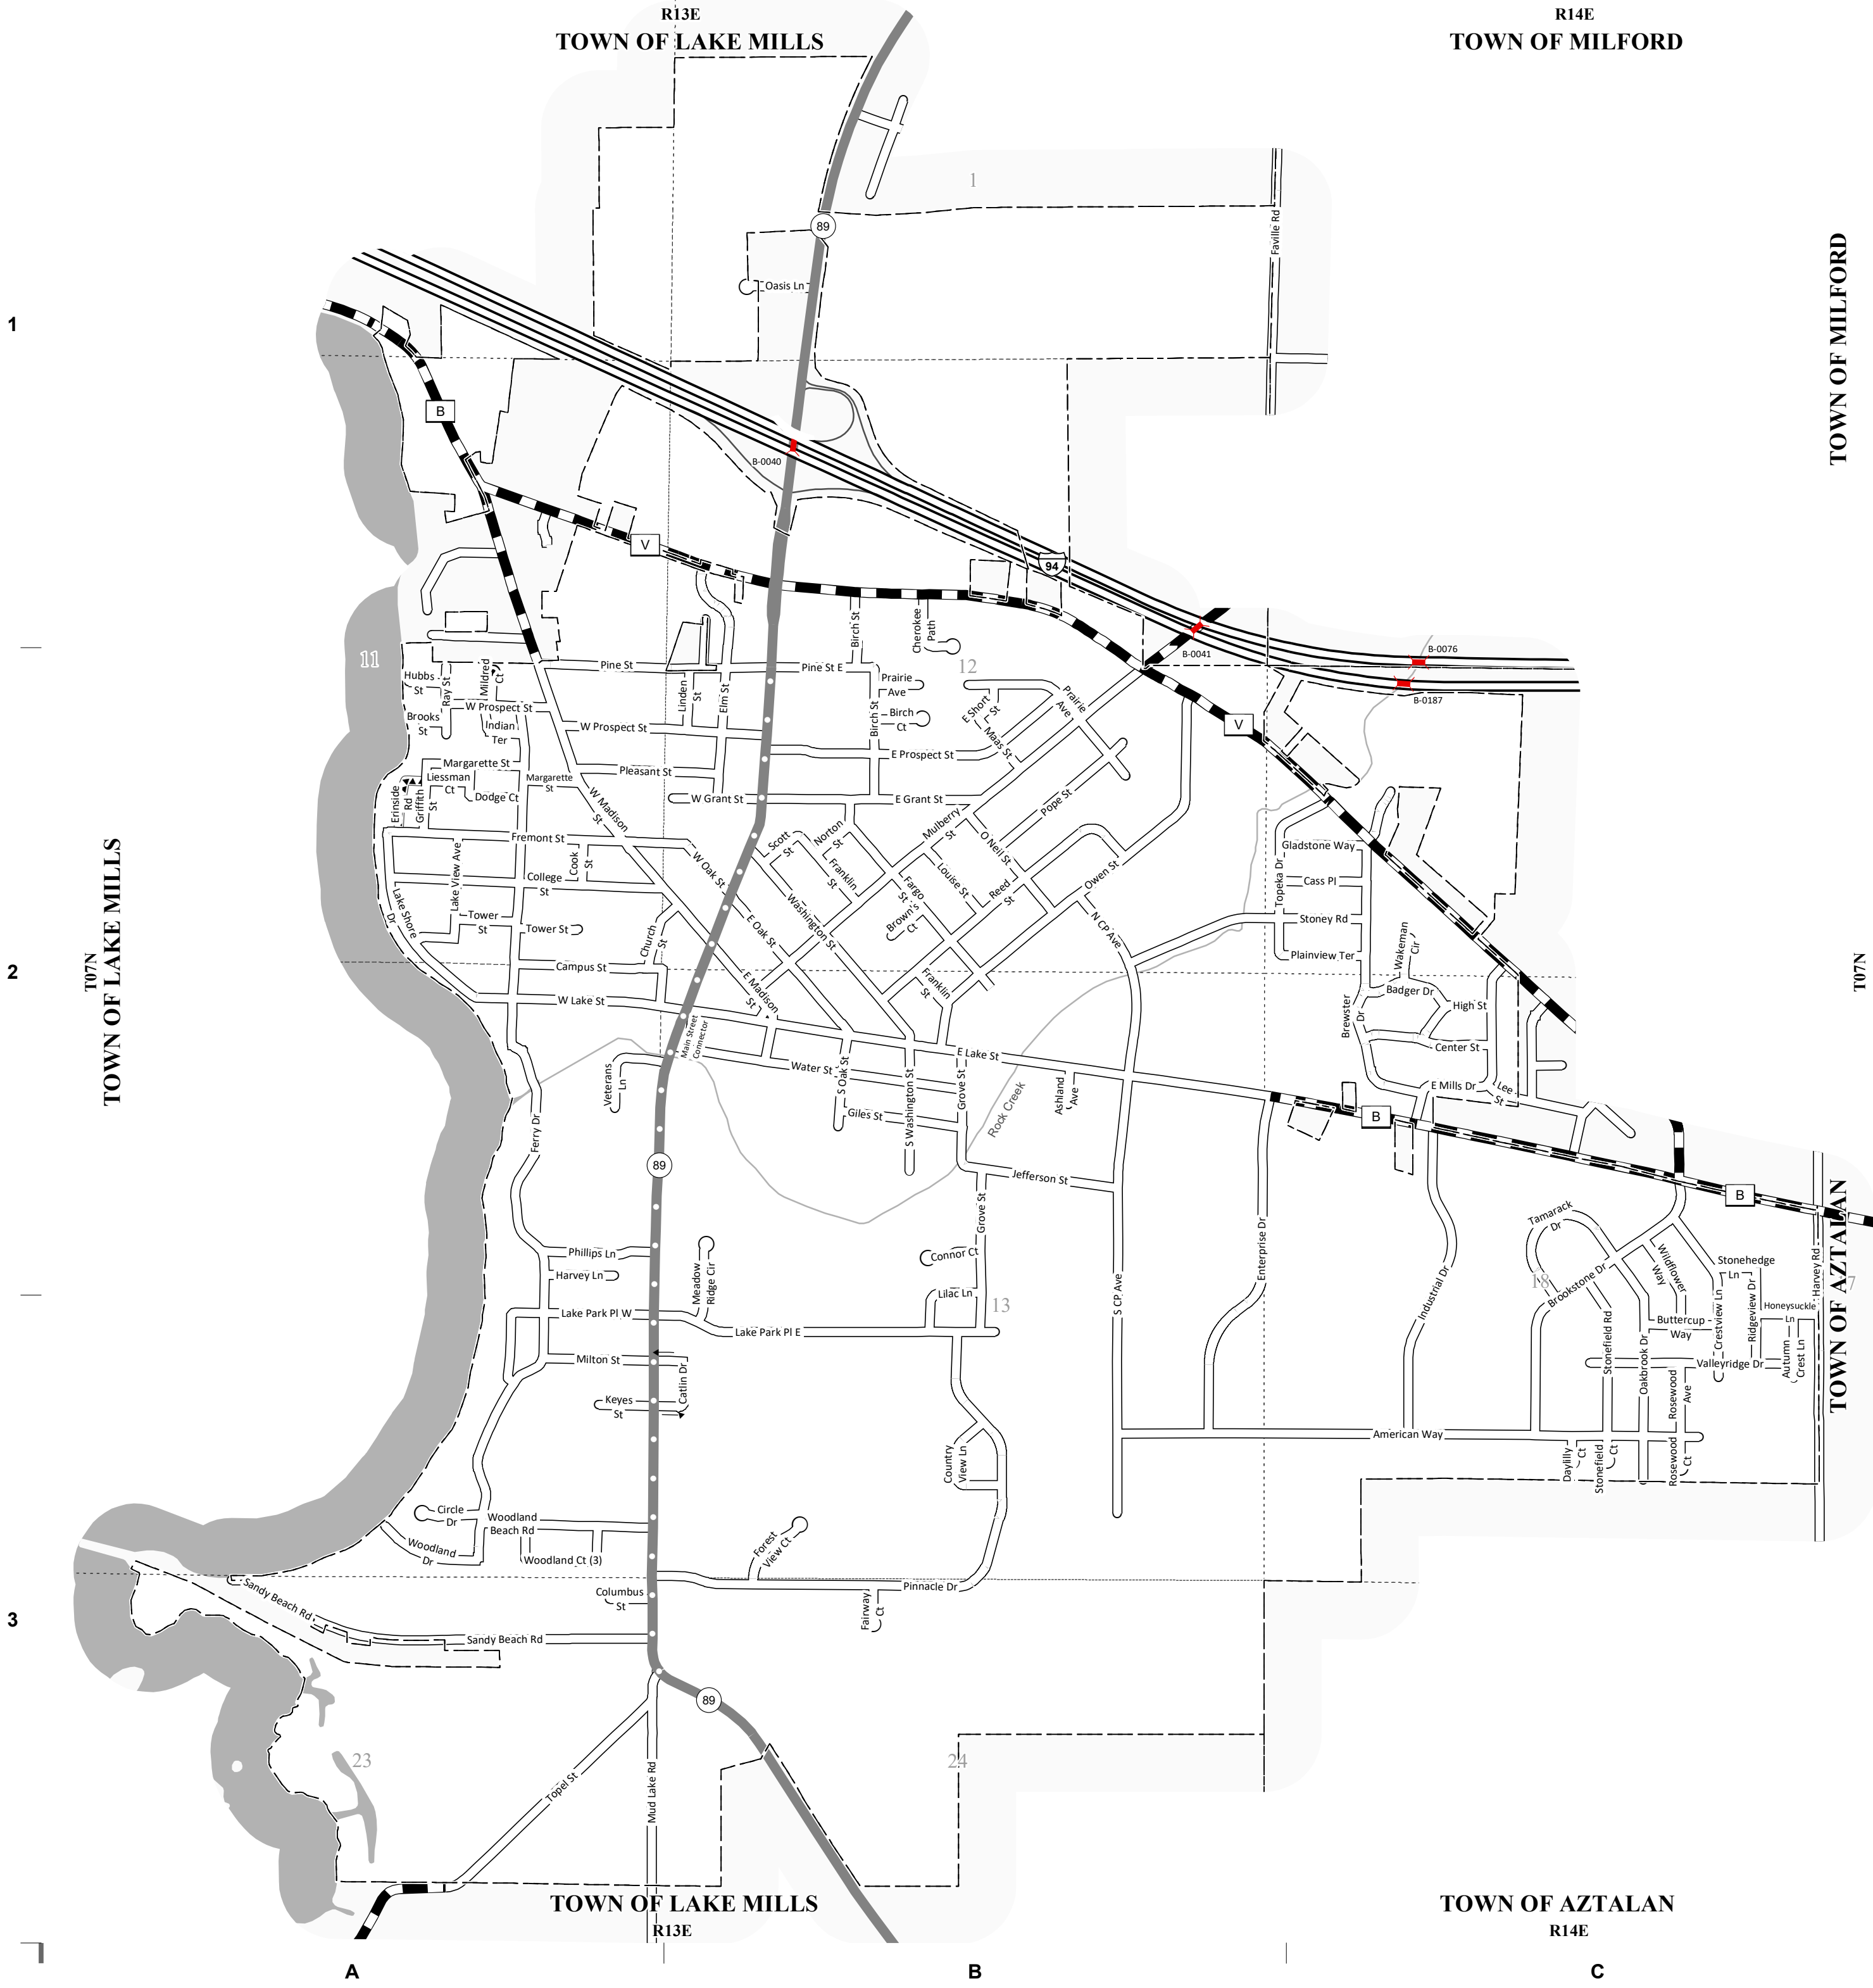 R13E
R14E
TOWN OF LAKE MILLS
TOWN OF MILFORD
1
89
Faville Rd
TOWN OF MILFORD
Oasis Ln
1
B
B-0040
V
94
Birch St
Cherokee
Path
B-0041
B-0076
B-0187
11
12
Pine St
Pine St E
Hubbs
St
Ray St
Mildred
Ct
Linden
St
Elm St
Prairie
Ave
Birch St
Birch
Ct
E Short
St
Prairie
Ave
Maas St
W Prospect St
Brooks
St
Indian
Ter
W Prospect St
E Prospect St
V
Margarette St
Pleasant St
Liessman
Ct
Margarette
St
Dodge Ct
Erinside
Rd
Griffith
St
W Madison
St
W Grant St
E Grant St
Pope St
Mulberry
St
Scott
St
Norton
St
O Neil St
Fremont St
Cook
St
W Oak St
Franklin
St
Louise St
Fargo
St
Reed
St
Owen St
Gladstone Way
Topeka Dr
Cass Pl
Lake View Ave
College
St
Lake Shore
Dr
Tower
St
Tower St
Church
St
E Oak St
Washington St
Brown's
Ct
N CP Ave
Stoney Rd
Wakeman
Cir
Plainview Ter
T07N
TOWN OF LAKE MILLS
2
2
T07N
Campus St
Franklin
St
E Madison
St
W Lake St
Badger Dr
High St
Brewster
Dr
Main Street
Connector
E Lake St
Center St
Veterans
Ln
Water St
S Oak St
S Washington St
Grove St
Ashland
Ave
E Mills Dr
Lee
St
Giles St
Rock Creek
B
Ferry Dr
89
Jefferson St
B
Grove St
Tamarack
Dr
TOWN OF AZTALAN
Phillips Ln
Connor Ct
Enterprise Dr
Wildflower
Way
Stonehedge
Ln
Harvey Rd
Harvey Ln
Meadow
Ridge Cir
S CP Ave
Industrial Dr
18
Brookstone Dr
7
Lilac Ln
13
Lake Park Pl W
Lake Park Pl E
Buttercup
Way
Crestview Ln
Ridgeview Dr
Honeysuckle
Ln
Stonefield Rd
Oakbrook Dr
Milton St
Catlin Dr
Valleyridge Dr
Autumn
Crest Ln
Rosewood
Ave
Keyes
St
American Way
Country
View Ln
Daylilly
Ct
Stonefield
Ct
Rosewood
Ct
Circle
Dr
Woodland
Beach Rd
Woodland
Dr
Woodland Ct (3)
Forest
View Ct
Sandy Beach Rd
Columbus
St
Pinnacle Dr
Fairway
Ct
3
Sandy Beach Rd
89
23
24
Topel St
Mud Lake Rd
TOWN OF LAKE MILLS
R13E
TOWN OF AZTALAN
R14E
A
B
C